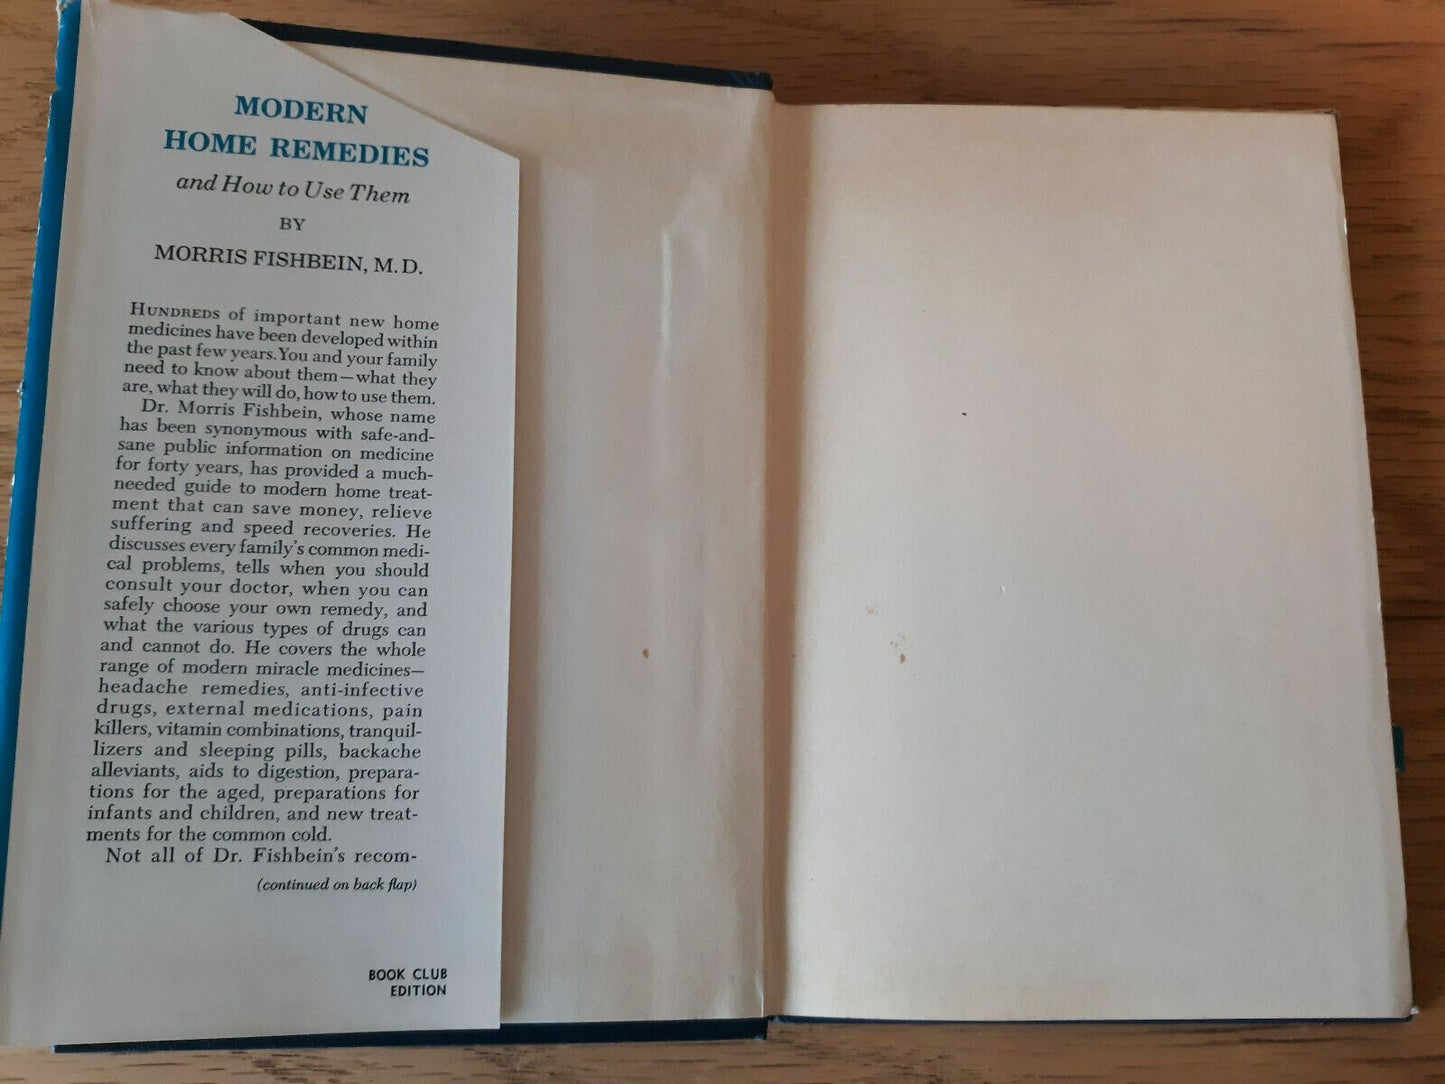 MODERN
HOME REMEDIES
and How to Use Them
BY
MORRIS FISHBEIN, M.D.
HUNDREDS of important new home
medicines have been developed within
the past few years.You and your family
need to know about them—what they
are, what they will do, how to use them.
Dr. Morris Fishbein, whose name
has been synonymous with safe-and-
sane public information on medicine
for forty years, has provided a much-
needed guide to modern home treat-
ment that can save money, relieve
suffering and speed recoveries. He
discusses every family's common medi-
cal problems, tells when you should
consult your doctor, when you can
safely choose your own remedy, and
what the various types of drugs can
and cannot do. He covers the whole
range of modern miracle medicines—
headache remedies, anti-infective
drugs, external medications, pain
killers, vitamin combinations, tranquil-
lizers and sleeping pills, backache
alleviants, aids to digestion, prepara-
tions for the aged, preparations for
infants and children, and new treat-
ments for the common cold.
Not all of Dr. Fishbein's recom-
(continued on back flap)
BOOK CLUB
EDITION